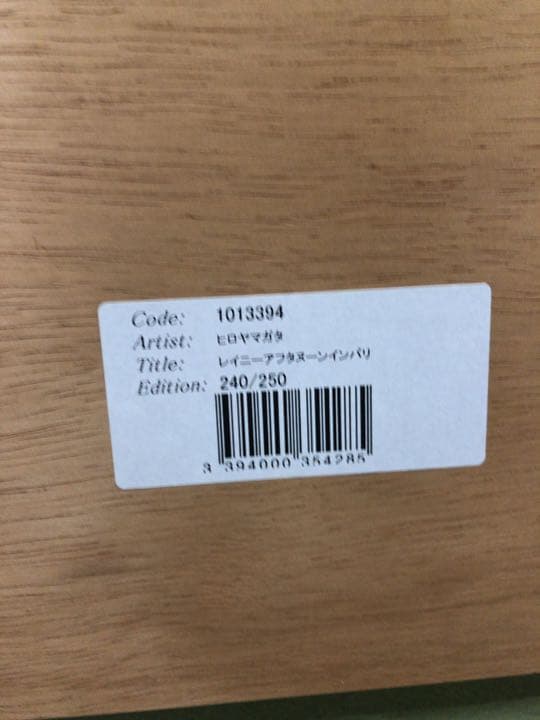 Code: 1013394
Artist: ヒロヤマガタ
Title: レイニーアフタヌーンインパリ
Edition: 240/250
3 394000 354285